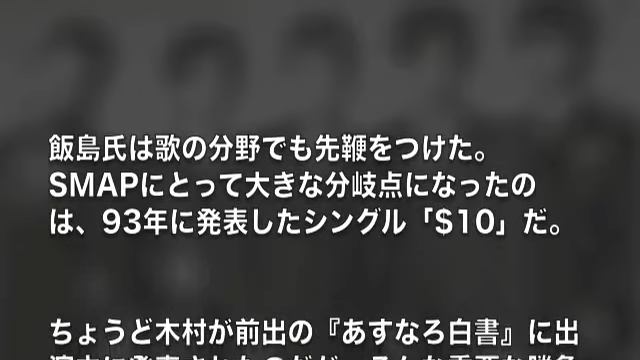 飯島氏は歌の分野でも先鞭をつけた。
SMAPにとって大きな分岐点になったの
は、93年に発表したシングル「$10」だ。
ちょうど木村が前出の『あすなろ白書』に出